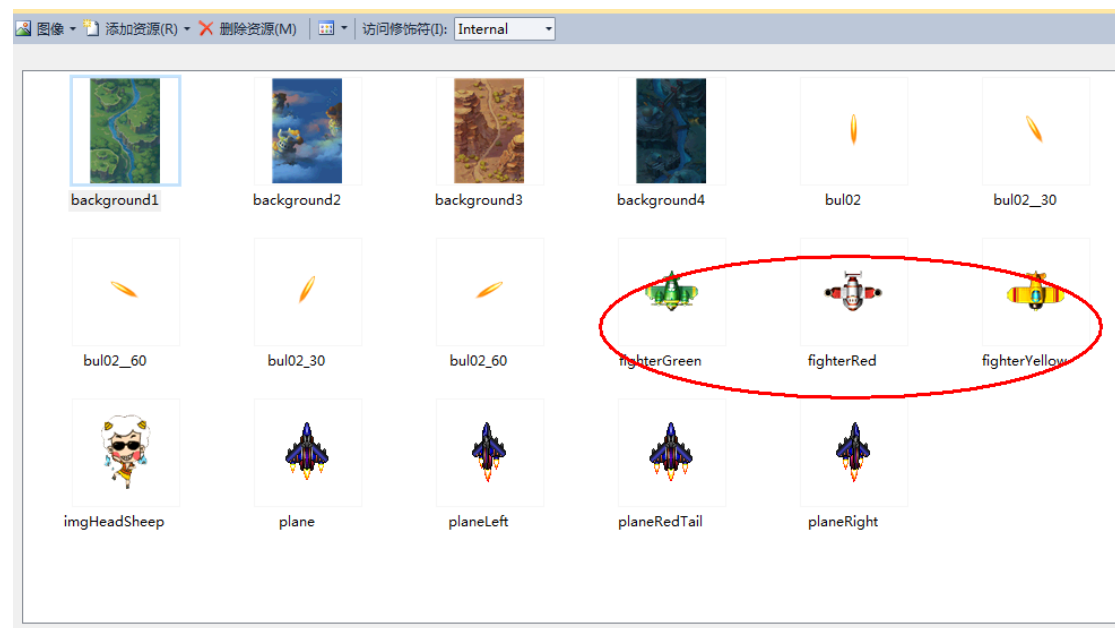 图像 添加资源(R) 删除资源(M) 访问修饰符(I): Internal
background1 background2 background3 background4 bul02 bul02__30
bul02__60 bul02_30 bul02_60 fighterGreen fighterRed fighterYellow
imgHeadSheep plane planeLeft planeRedTail planeRight